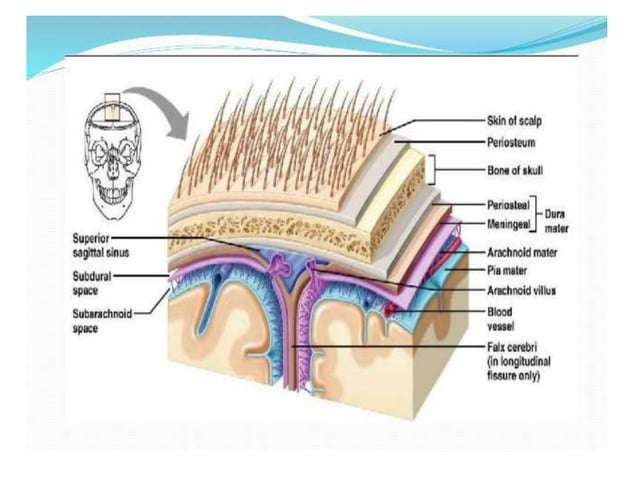 Skin of scalp
Periosteum
Bone of skull
Periosteal
Meningeal
Dura
mater
Arachnoid mater
Pia mater
Arachnoid villus
Blood
vessel
Falx cerebri
(in longitudinal
fissure only)
Superior
sagittal sinus
Subdural
space
Subarachnoid
space